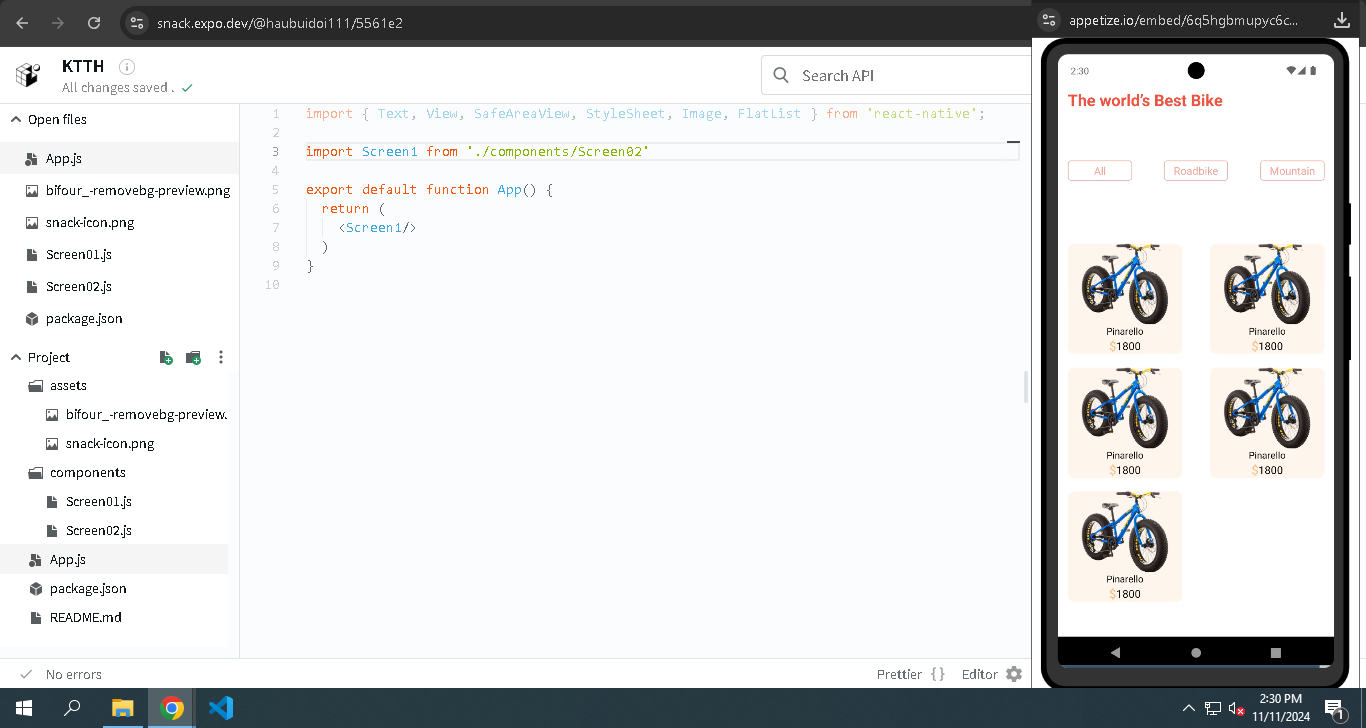 snack.expo.dev/@haubuidoi111/5561e2
appetize.io/embed/6q5hgbmupyc6c...
KTTH
All changes saved .
Search API
Open files
App.js
bifour_-removebg-preview.png
snack-icon.png
Screen01.js
Screen02.js
package.json
Project
assets
bifour_-removebg-preview.
snack-icon.png
components
Screen01.js
Screen02.js
App.js
package.json
README.md
1 import { Text, View, SafeAreaView, StyleSheet, Image, FlatList } from 'react-native';
2
3 import Screen1 from './components/Screen02'
4
5 export default function App() {
6 return (
7 <Screen1/>
8 )
9 }
10
2:30
The world's Best Bike
All Roadbike Mountain
Pinarello Pinarello
$1800 $1800
Pinarello Pinarello
$1800 $1800
Pinarello
$1800
No errors
Prettier {} Editor
2:30 PM
11/11/2024
1